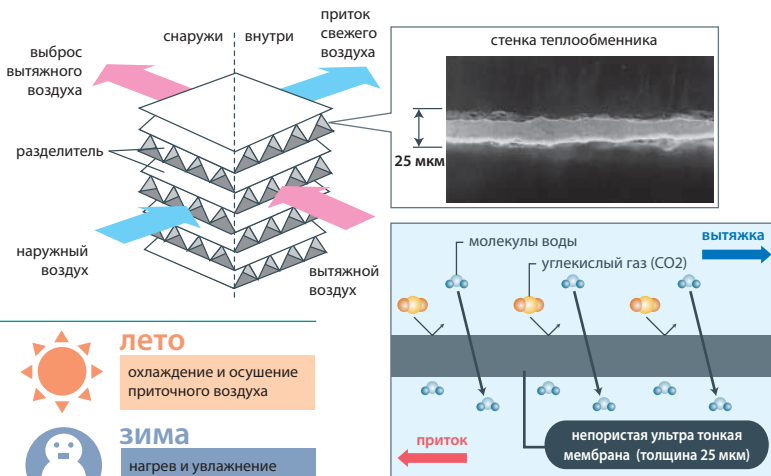 снаружи
внутри
приток
свежего
воздуха
выброс
вытяжного
воздуха
разделитель
наружный
воздух
вытяжной
воздух
стенка теплообменника
25 мкм
молекулы воды
углекислый газ (CO2)
вытяжка
приток
непористая ультра тонкая
мембрана (толщина 25 мкм)
лето
охлаждение и осушение
приточного воздуха
зима
нагрев и увлажнение